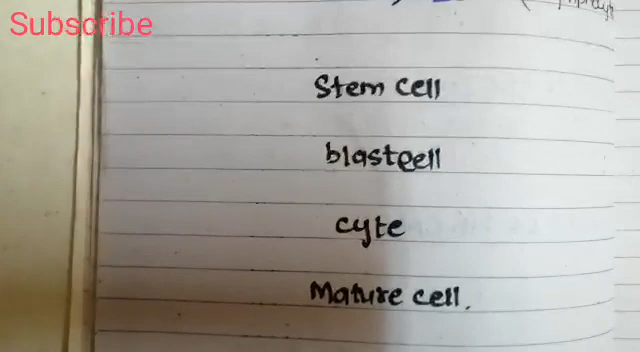 Subscribe
Stem cell
blastcell
cyte
Mature cell.